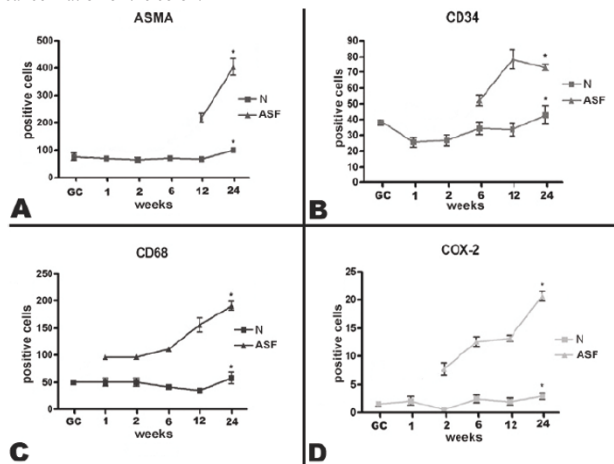 ASMA
500
400
300
200
100
0
positive cells
GC 1 2 6 12 24
weeks
N
ASF
*
*
A
CD34
90
80
70
60
50
40
30
20
10
0
positive cells
GC 1 2 6 12 24
weeks
N
ASF
*
*
B
CD68
250
200
150
100
50
0
positive cells
GC 1 2 6 12 24
weeks
N
ASF
*
*
C
COX-2
25
20
15
10
5
0
positive cells
GC 1 2 6 12 24
weeks
N
ASF
*
*
D